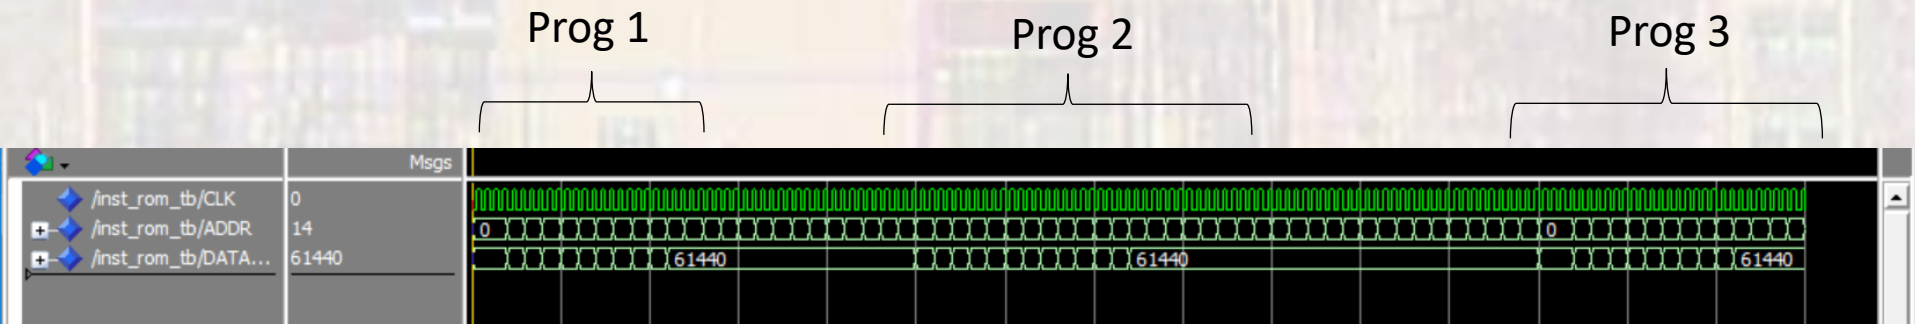 Prog 1
Prog 2
Prog 3
Msgs
/inst_rom_tb/CLK 0
/inst_rom_tb/ADDR 14 0 0
/inst_rom_tb/DATA... 61440 61440 61440 61440